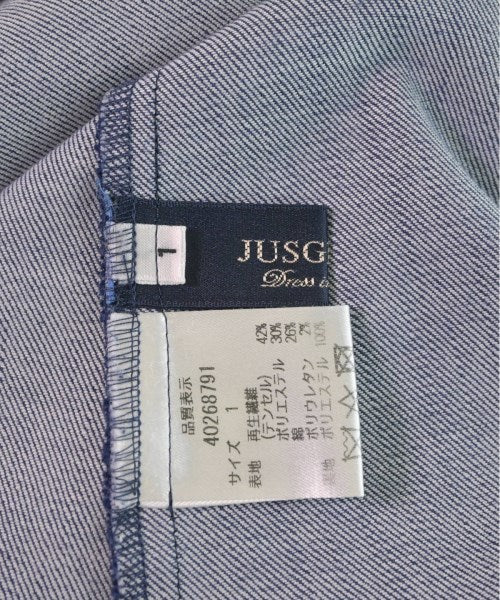 1
JUSG
Dress
品質表示
40268791
サイズ 1
表地 再生繊維 42%
(テンセル)
ポリエステル 30%
綿 26%
ポリウレタン 2%
ポリエステル 100%